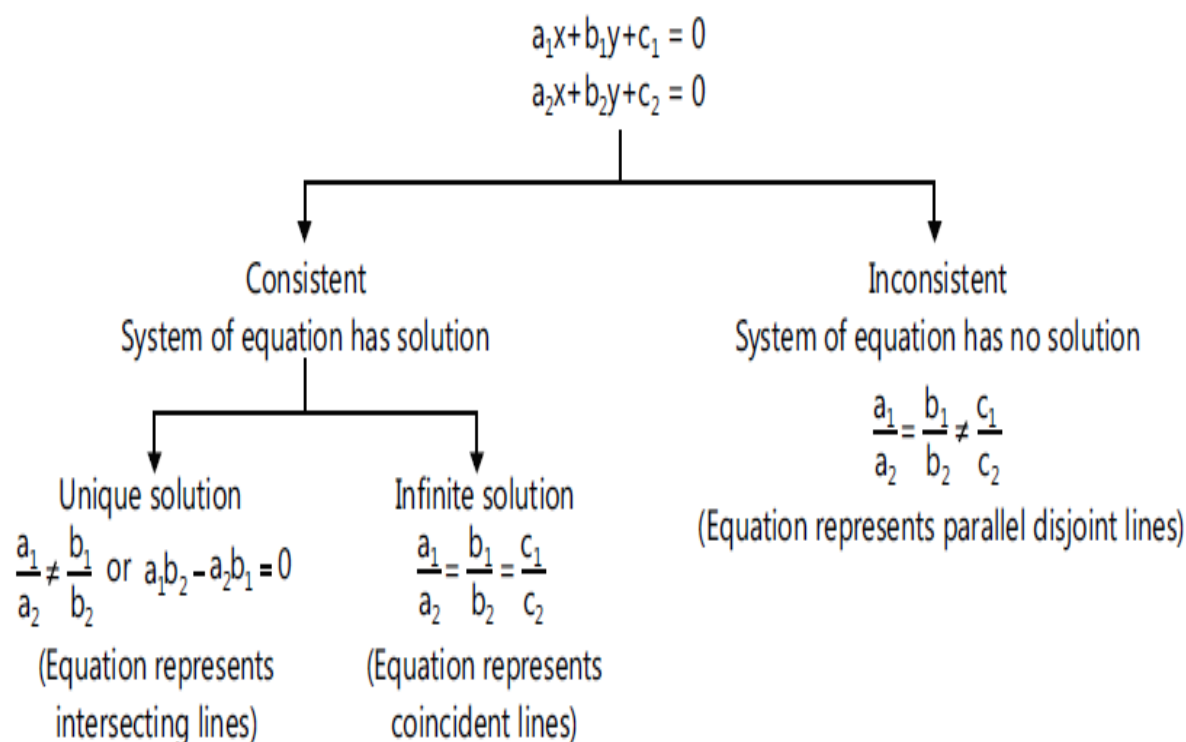 a₁x+b₁y+c₁ = 0
a₂x+b₂y+c₂ = 0
Consistent
System of equation has solution
Inconsistent
System of equation has no solution
a₁/a₂ = b₁/b₂ ≠ c₁/c₂
(Equation represents parallel disjoint lines)
Unique solution
a₁/a₂ ≠ b₁/b₂ or a₁b₂ – a₂b₁ = 0
(Equation represents
intersecting lines)
Infinite solution
a₁/a₂ = b₁/b₂ = c₁/c₂
(Equation represents
coincident lines)